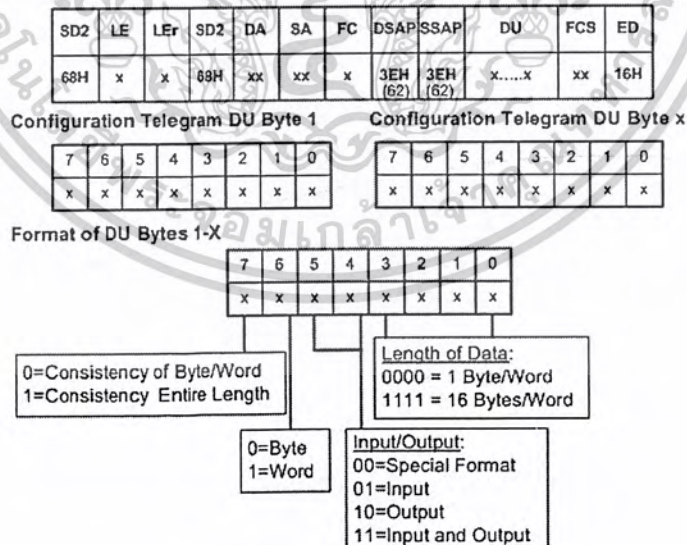 SD2 LE LEr SD2 DA SA FC DSAP SSAP DU FCS ED
68H x x 68H xx xx x 3EH (62) 3EH (62) x.....x xx 16H
Configuration Telegram DU Byte 1 Configuration Telegram DU Byte x
7 6 5 4 3 2 1 0 7 6 5 4 3 2 1 0
x x x x x x x x x x x x x x x x
Format of DU Bytes 1-X
7 6 5 4 3 2 1 0
x x x x x x x x
0=Consistency of Byte/Word
1=Consistency Entire Length
Length of Data:
0000 = 1 Byte/Word
1111 = 16 Bytes/Word
0=Byte
1=Word
Input/Output:
00=Special Format
01=Input
10=Output
11=Input and Output